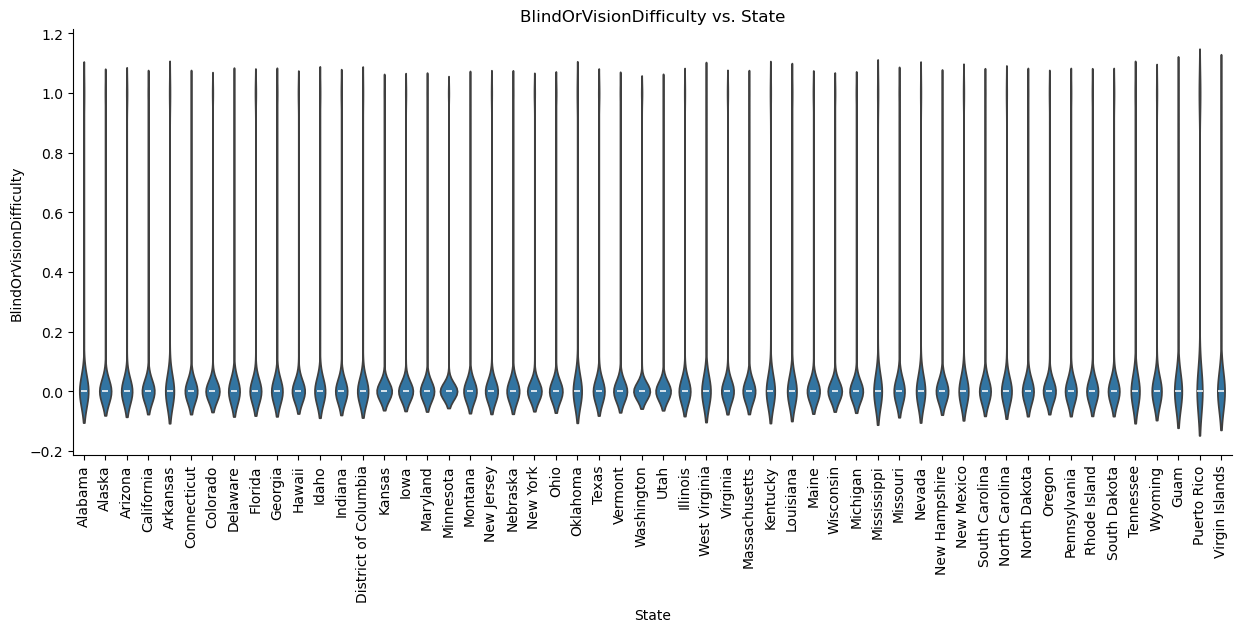 BlindOrVisionDifficulty vs. State
BlindOrVisionDifficulty
1.2
1.0
0.8
0.6
0.4
0.2
0.0
−0.2
Alabama
Alaska
Arizona
California
Arkansas
Connecticut
Colorado
Delaware
Florida
Georgia
Hawaii
Idaho
Indiana
District of Columbia
Kansas
Iowa
Maryland
Minnesota
Montana
New Jersey
Nebraska
New York
Ohio
Oklahoma
Texas
Vermont
Washington
Utah
Illinois
West Virginia
Virginia
Massachusetts
Kentucky
Louisiana
Maine
Wisconsin
Michigan
Mississippi
Missouri
Nevada
New Hampshire
New Mexico
South Carolina
North Carolina
North Dakota
Oregon
Pennsylvania
Rhode Island
South Dakota
Tennessee
Wyoming
Guam
Puerto Rico
Virgin Islands
State